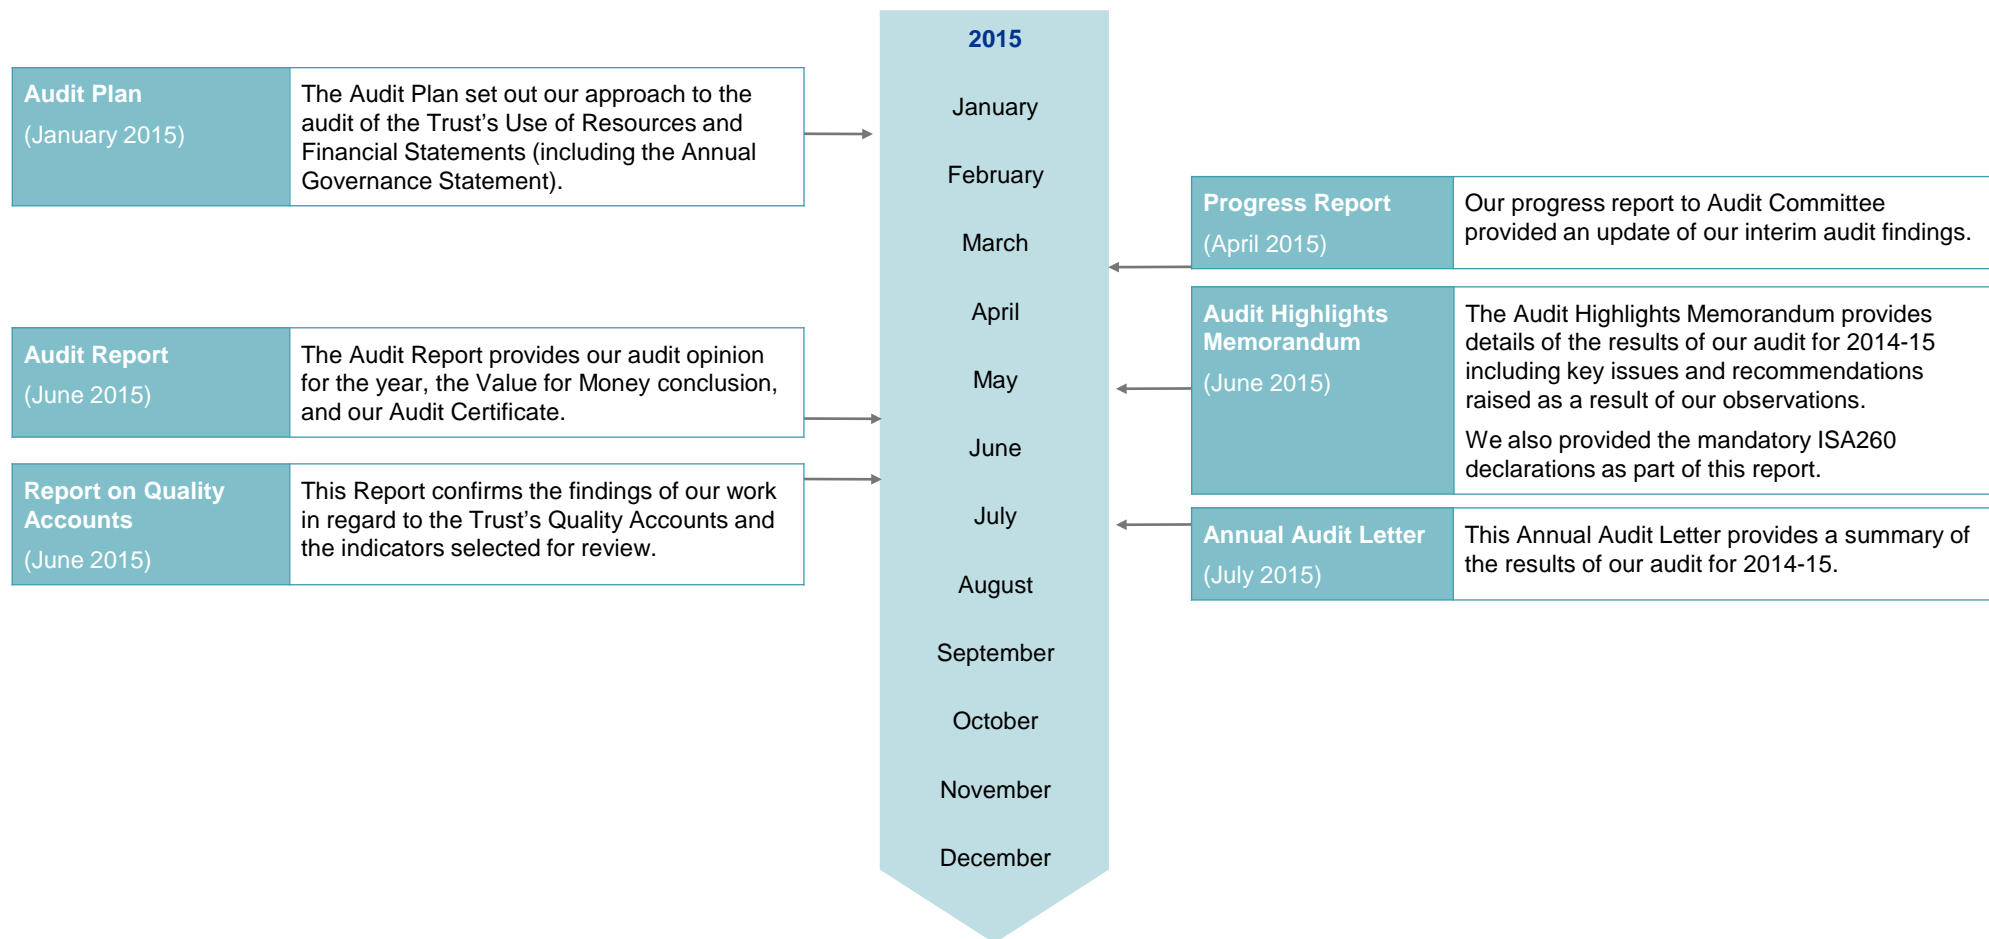 Audit Plan
(January 2015)
The Audit Plan set out our approach to the
audit of the Trust's Use of Resources and
Financial Statements (including the Annual
Governance Statement).
Audit Report
(June 2015)
The Audit Report provides our audit opinion
for the year, the Value for Money conclusion,
and our Audit Certificate.
Report on Quality
Accounts
(June 2015)
This Report confirms the findings of our work
in regard to the Trust's Quality Accounts and
the indicators selected for review.
2015
January
February
March
April
May
June
July
August
September
October
November
December
Progress Report
(April 2015)
Our progress report to Audit Committee
provided an update of our interim audit findings.
Audit Highlights
Memorandum
(June 2015)
The Audit Highlights Memorandum provides
details of the results of our audit for 2014-15
including key issues and recommendations
raised as a result of our observations.
We also provided the mandatory ISA260
declarations as part of this report.
Annual Audit Letter
(July 2015)
This Annual Audit Letter provides a summary of
the results of our audit for 2014-15.